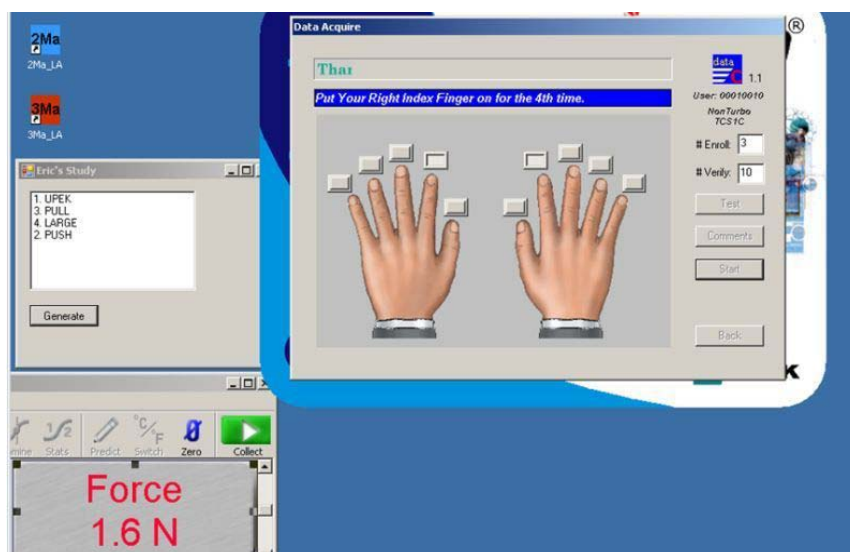 2Ma
2Ma_LA
3Ma
3Ma_LA
Eric's Study
1. UPEK
3. PULL
4. LARGE
2. PUSH
Generate
Stats
Predict
°C/°F
Switch
Zero
Collect
Force
1.6 N
Data Acquire
®
Put Your Right Index Finger on for the 4th time.
data
C 1.1
User: 00010010
NonTurbo
TCS1C
# Enroll: 3
# Verify: 10
Test
Comments
Start
Back
k